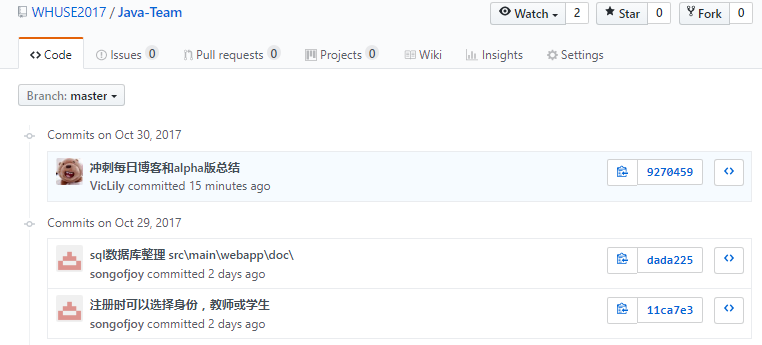 WHUSE2017 / Java-Team
Watch 2 Star 0 Fork 0
Code Issues 0 Pull requests 0 Projects 0 Wiki Insights Settings
Branch: master
Commits on Oct 30, 2017
冲刺每日博客和alpha版总结
VicLily committed 15 minutes ago
9270459
Commits on Oct 29, 2017
sql数据库整理 src\main\webapp\doc\
songofjoy committed 2 days ago
dada225
注册时可以选择身份，教师或学生
songofjoy committed 2 days ago
11ca7e3